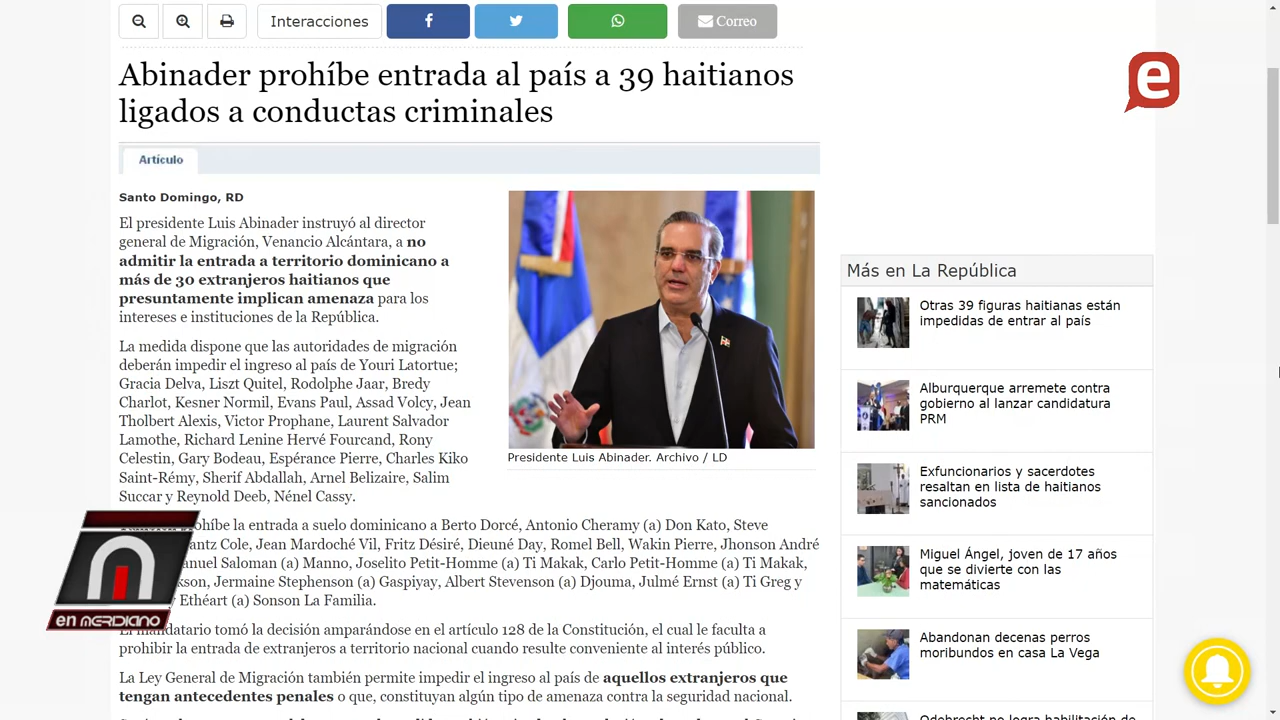 Interacciones
Correo
Abinader prohíbe entrada al país a 39 haitianos
ligados a conductas criminales
Artículo
Santo Domingo, RD
El presidente Luis Abinader instruyó al director
general de Migración, Venancio Alcántara, a no
admitir la entrada a territorio dominicano a
más de 30 extranjeros haitianos que
presuntamente implican amenaza para los
intereses e instituciones de la República.
La medida dispone que las autoridades de migración
deberán impedir el ingreso al país de Youri Latortue;
Gracia Delva, Liszt Quitel, Rodolphe Jaar, Bredy
Charlot, Kesner Normil, Evans Paul, Assad Volcy, Jean
Tholbert Alexis, Victor Prophane, Laurent Salvador
Lamothe, Richard Lenine Hervé Fourcand, Rony
Celestin, Gary Bodeau, Espérance Pierre, Charles Kiko
Saint-Rémy, Sherif Abdallah, Arnel Belizaire, Salim
Succar y Reynold Deeb, Nénel Cassy.
prohíbe la entrada a suelo dominicano a Berto Dorcé, Antonio Cheramy (a) Don Kato, Steve
Cole, Jean Mardoché Vil, Fritz Désiré, Dieuné Day, Romel Bell, Wakin Pierre, Jhonson André
Saloman (a) Manno, Joselito Petit-Homme (a) Ti Makak, Carlo Petit-Homme (a) Ti Makak,
Jermaine Stephenson (a) Gaspiyay, Albert Stevenson (a) Djouma, Julmé Ernst (a) Ti Greg y
Ethéart (a) Sonson La Familia.
El mandatario tomó la decisión amparándose en el artículo 128 de la Constitución, el cual le faculta a
prohibir la entrada de extranjeros a territorio nacional cuando resulte conveniente al interés público.
La Ley General de Migración también permite impedir el ingreso al país de aquellos extranjeros que
tengan antecedentes penales o que, constituyan algún tipo de amenaza contra la seguridad nacional.
Presidente Luis Abinader. Archivo / LD
e
Más en La República
Otras 39 figuras haitianas están
impedidas de entrar al país
Alburquerque arremete contra
gobierno al lanzar candidatura
PRM
Exfuncionarios y sacerdotes
resaltan en lista de haitianos
sancionados
Miguel Ángel, joven de 17 años
que se divierte con las
matemáticas
Abandonan decenas perros
moribundos en casa La Vega
Odebrecht no logra habilitación de
en MERIDIANO